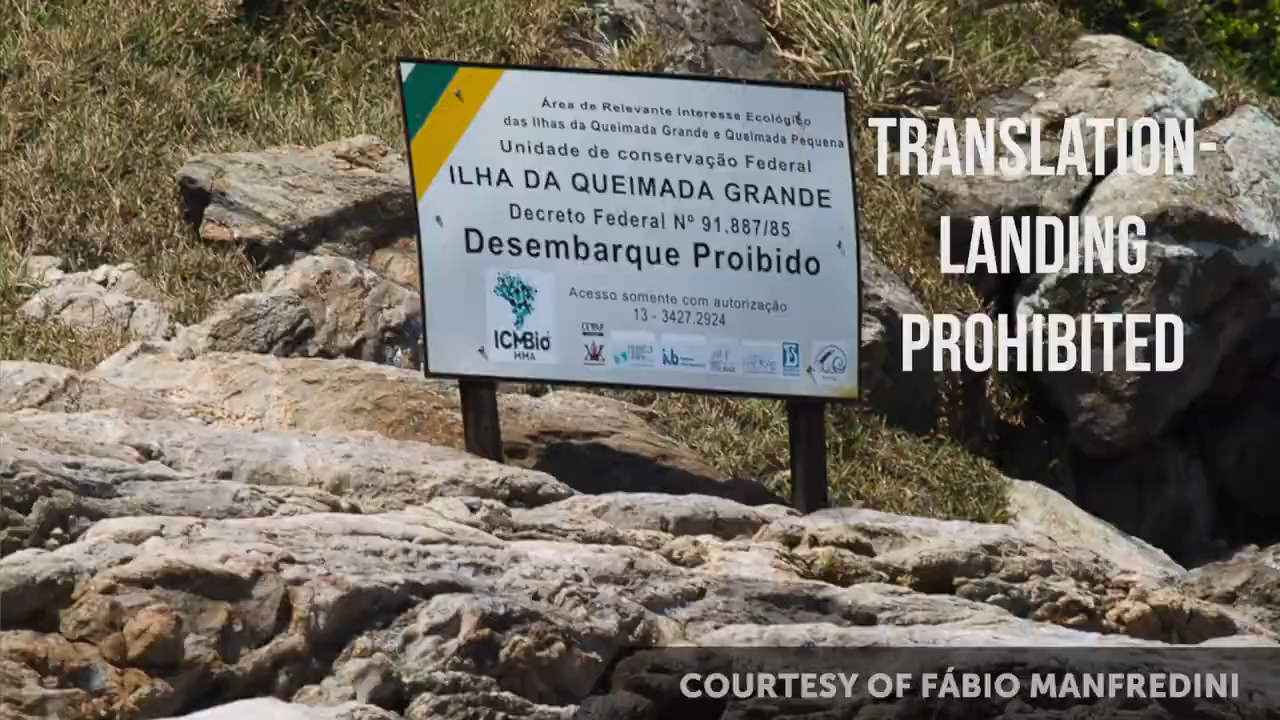 Área de Relevante Interesse Ecológico
das Ilhas da Queimada Grande e Queimada Pequena
Unidade de conservação Federal
ILHA DA QUEIMADA GRANDE
Decreto Federal Nº 91.887/85
Desembarque Proibido
Acesso somente com autorização
13 - 3427.2924
ICMBio
MMA
TRANSLATION-
LANDING
PROHIBITED
COURTESY OF FÁBIO MANFREDINI